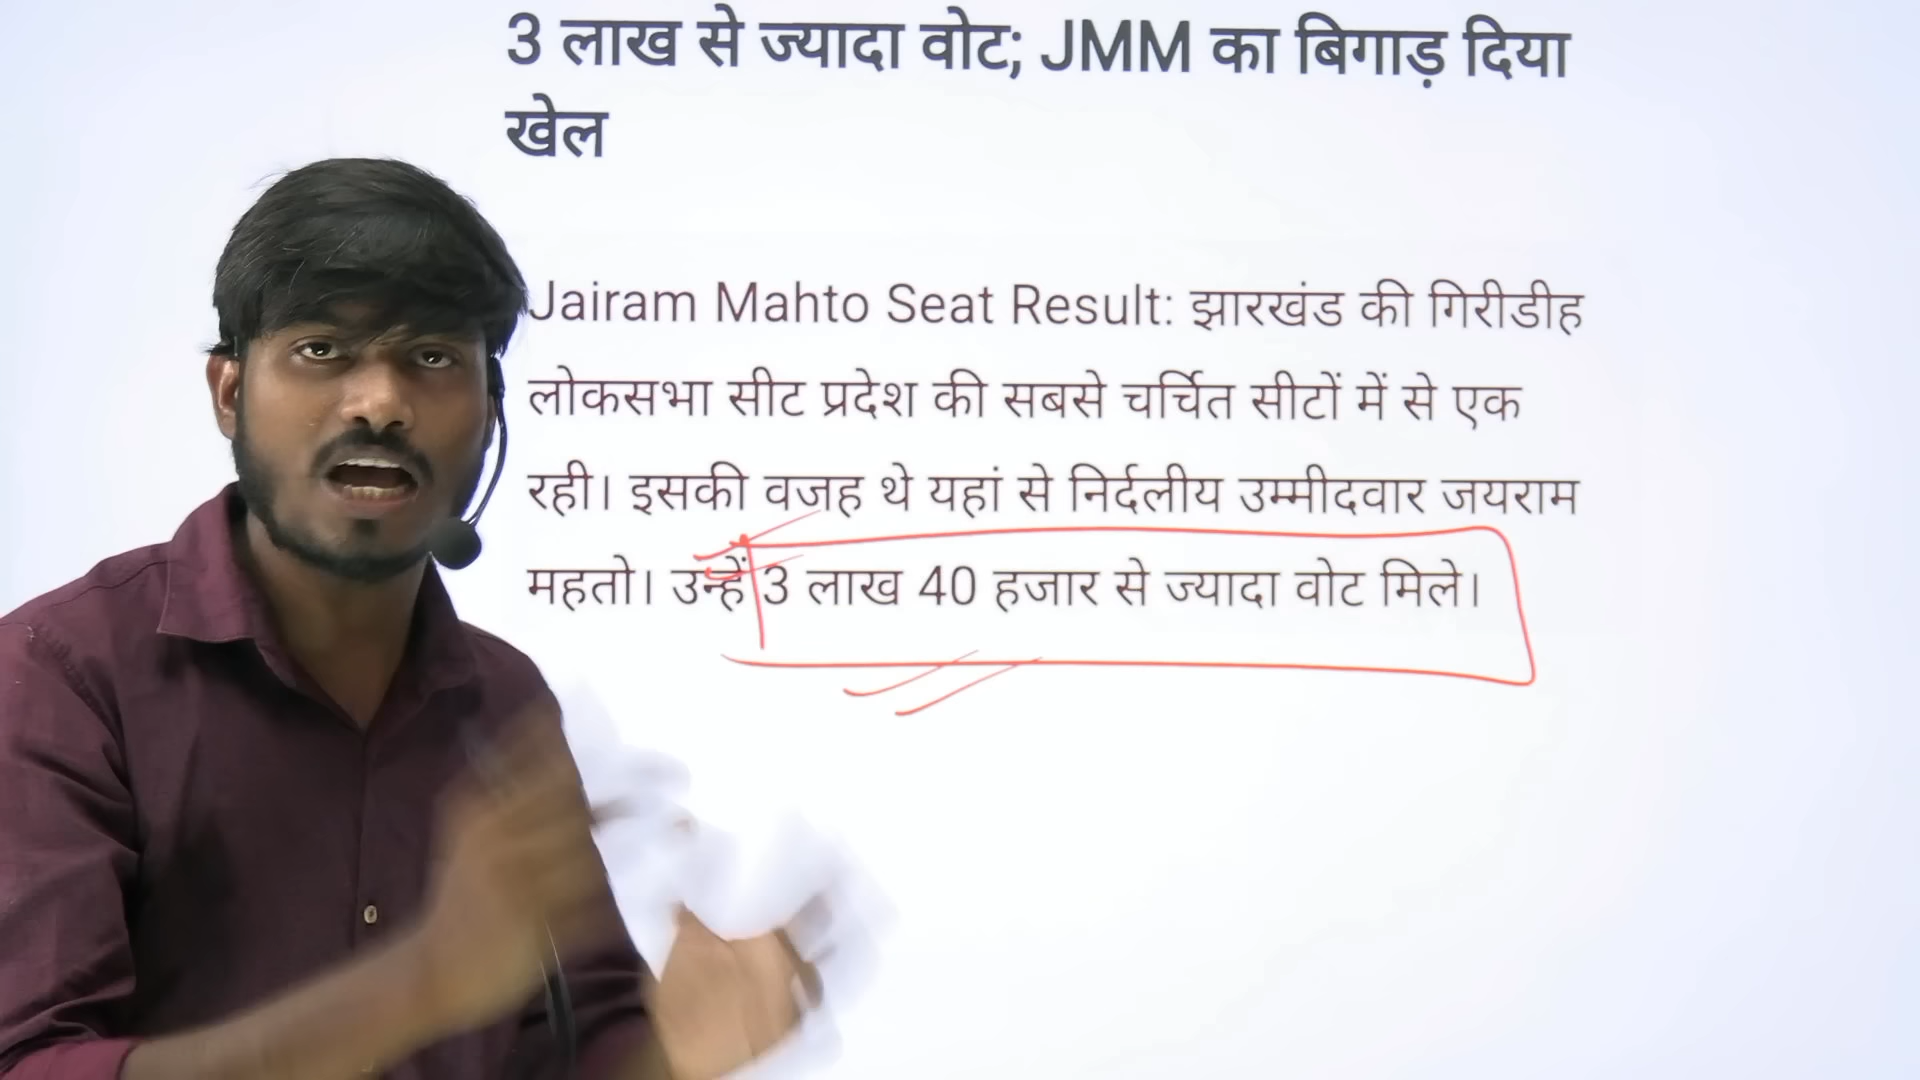 3 लाख से ज्यादा वोट; JMM का बिगाड़ दिया
खेल
Jairam Mahto Seat Result: झारखंड की गिरीडीह
लोकसभा सीट प्रदेश की सबसे चर्चित सीटों में से एक
रही। इसकी वजह थे यहां से निर्दलीय उम्मीदवार जयराम
महतो। उन्हें 3 लाख 40 हजार से ज्यादा वोट मिले।